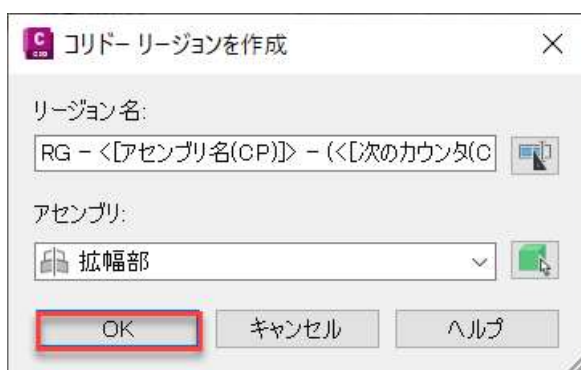 コリドー リージョンを作成
リージョン名:
RG - <[アセンブリ名(CP)]> - (<[次のカウンタ(C
アセンブリ:
拡幅部
OK キャンセル ヘルプ